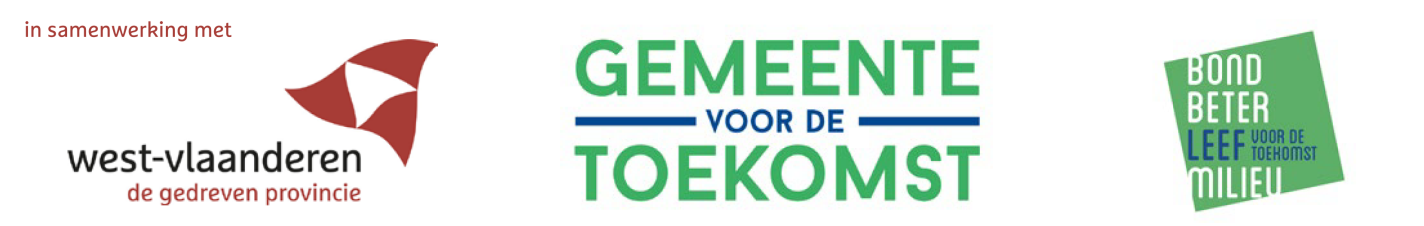 in samenwerking met
west-vlaanderen
de gedreven provincie
GEMEENTE
VOOR DE
TOEKOMST
BOND
BETER
LEEF VOOR DE TOEKOMST
MILIEU